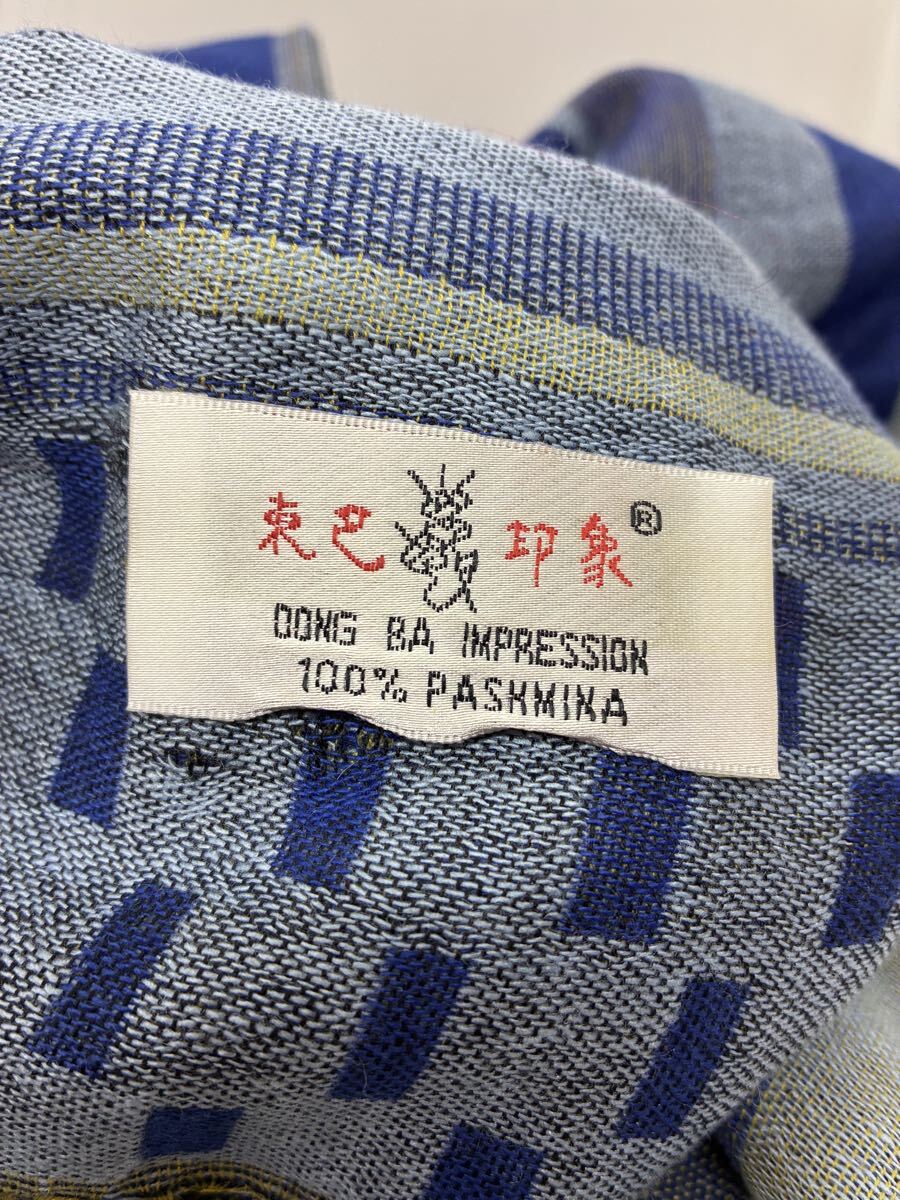 東巴印象®
DONG BA IMPRESSION
100% PASHMINA